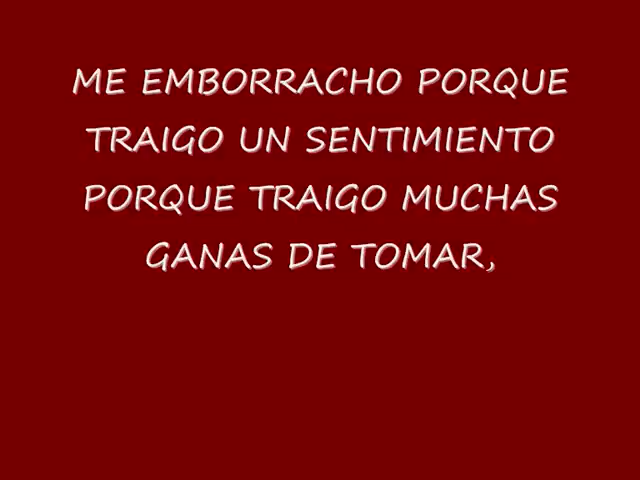 ME EMBORRACHO PORQUE
TRAIGO UN SENTIMIENTO
PORQUE TRAIGO MUCHAS
GANAS DE TOMAR,